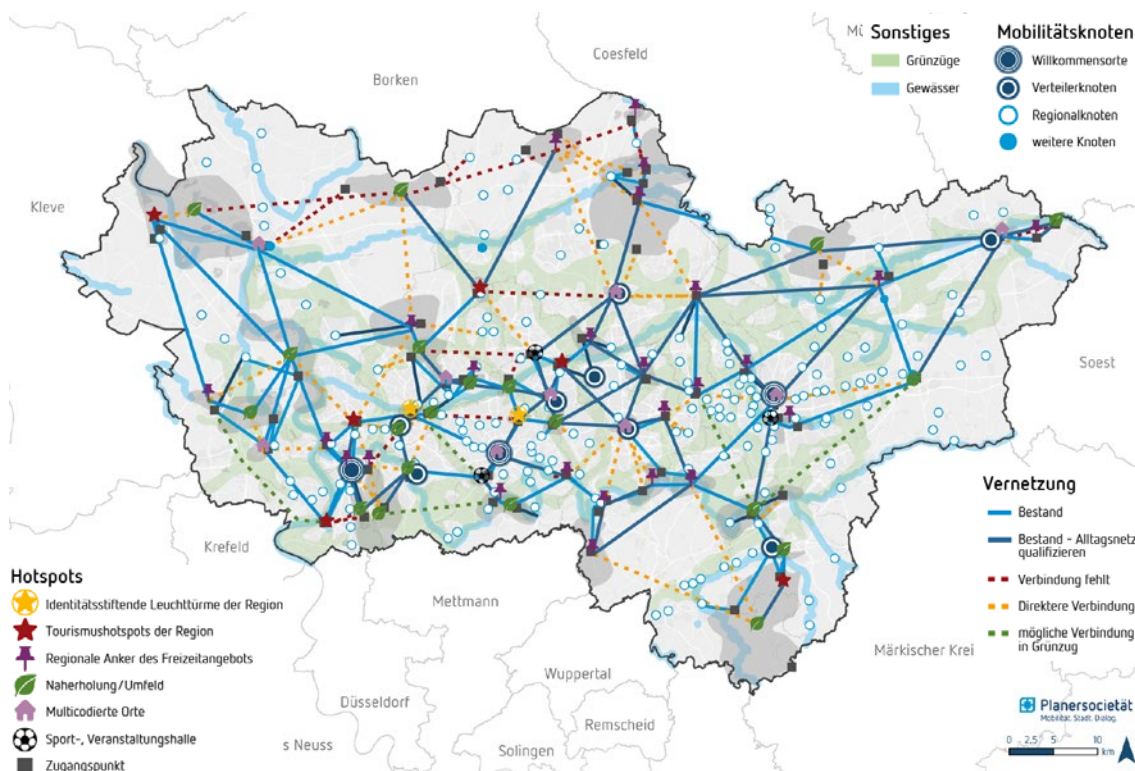 Coesfeld
Borken
Kleve
Soest
Krefeld
Mettmann
Märkischer Krei
Wuppertal
Düsseldorf
Remscheid
s Neuss
Solingen
Mü
Sonstiges
Grünzüge
Gewässer
Mobilitätsknoten
Willkommensorte
Verteilerknoten
Regionalknoten
weitere Knoten
Vernetzung
Bestand
Bestand - Alltagsnetz
qualifizieren
Verbindung fehlt
Direktere Verbindung
mögliche Verbindung
in Grünzug
Hotspots
Identitätsstiftende Leuchttürme der Region
Tourismushotspots der Region
Regionale Anker des Freizeitangebots
Naherholung/Umfeld
Multicodierte Orte
Sport-, Veranstaltungshalle
Zugangspunkt
Planersocietät
Mobilität. Stadt. Dialog.
0 2,5 5 10
km